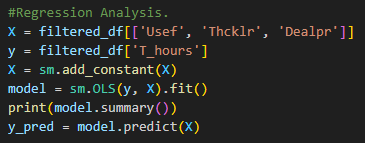 #Regression Analysis.
X = filtered_df[['Usef', 'Thcklr', 'Dealpr']]
y = filtered_df['T_hours']
X = sm.add_constant(X)
model = sm.OLS(y, X).fit()
print(model.summary())
y_pred = model.predict(X)